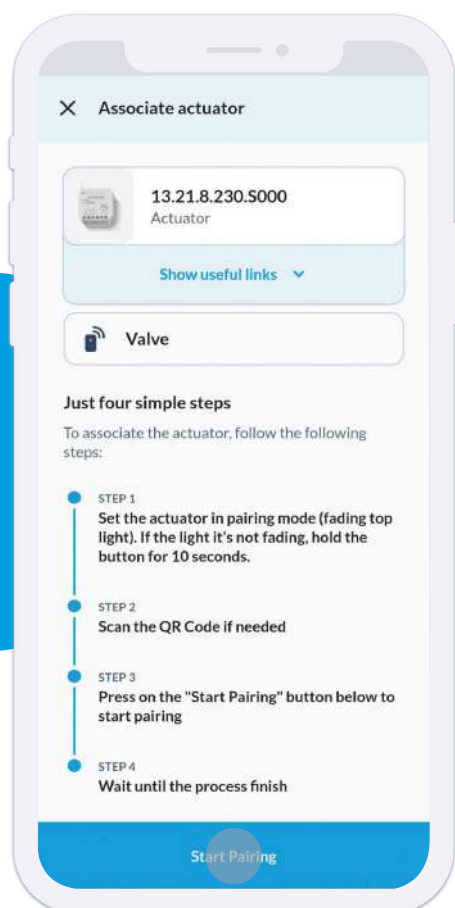 Associate actuator
13.21.8.230.S000
Actuator
Show useful links
Valve
Just four simple steps
To associate the actuator, follow the following
steps:
STEP 1
Set the actuator in pairing mode (fading top
light). If the light it's not fading, hold the
button for 10 seconds.
STEP 2
Scan the QR Code if needed
STEP 3
Press on the "Start Pairing" button below to
start pairing
STEP 4
Wait until the process finish
Start Pairing